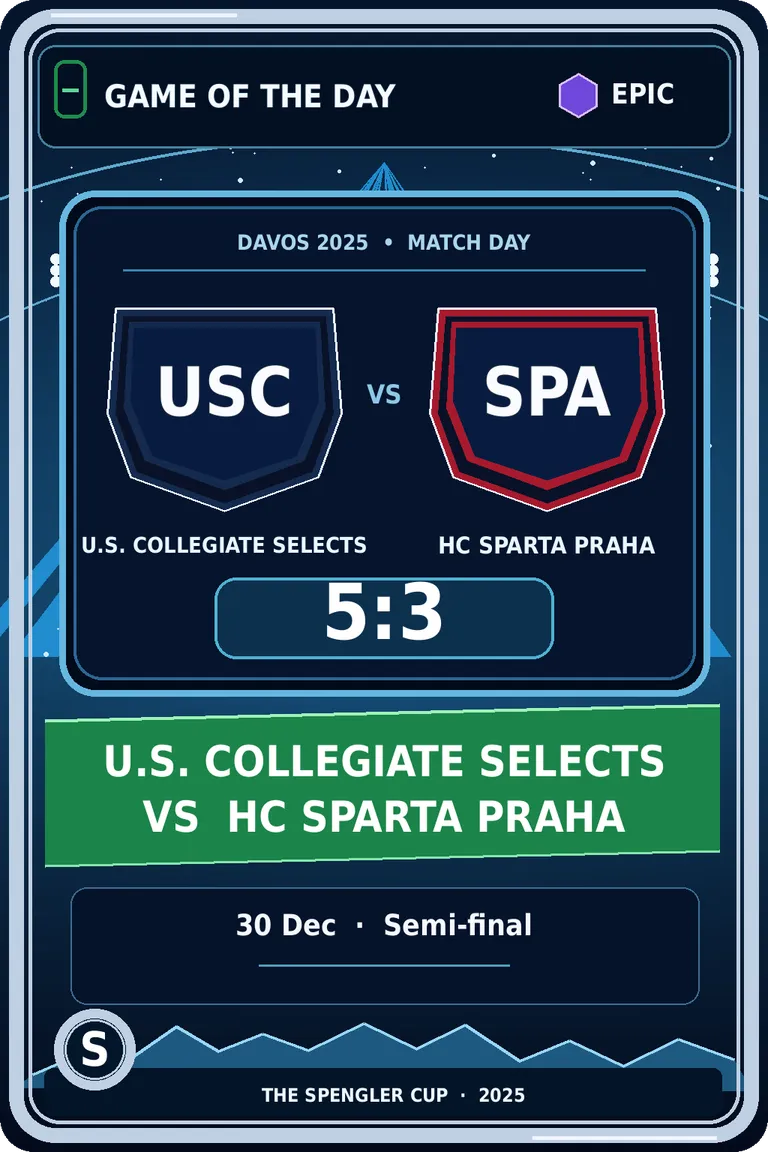 GAME OF THE DAY
EPIC
DAVOS 2025 • MATCH DAY
USC
VS
SPA
U.S. COLLEGIATE SELECTS
HC SPARTA PRAHA
5:3
U.S. COLLEGIATE SELECTS
VS HC SPARTA PRAHA
30 Dec · Semi-final
S
THE SPENGLER CUP · 2025